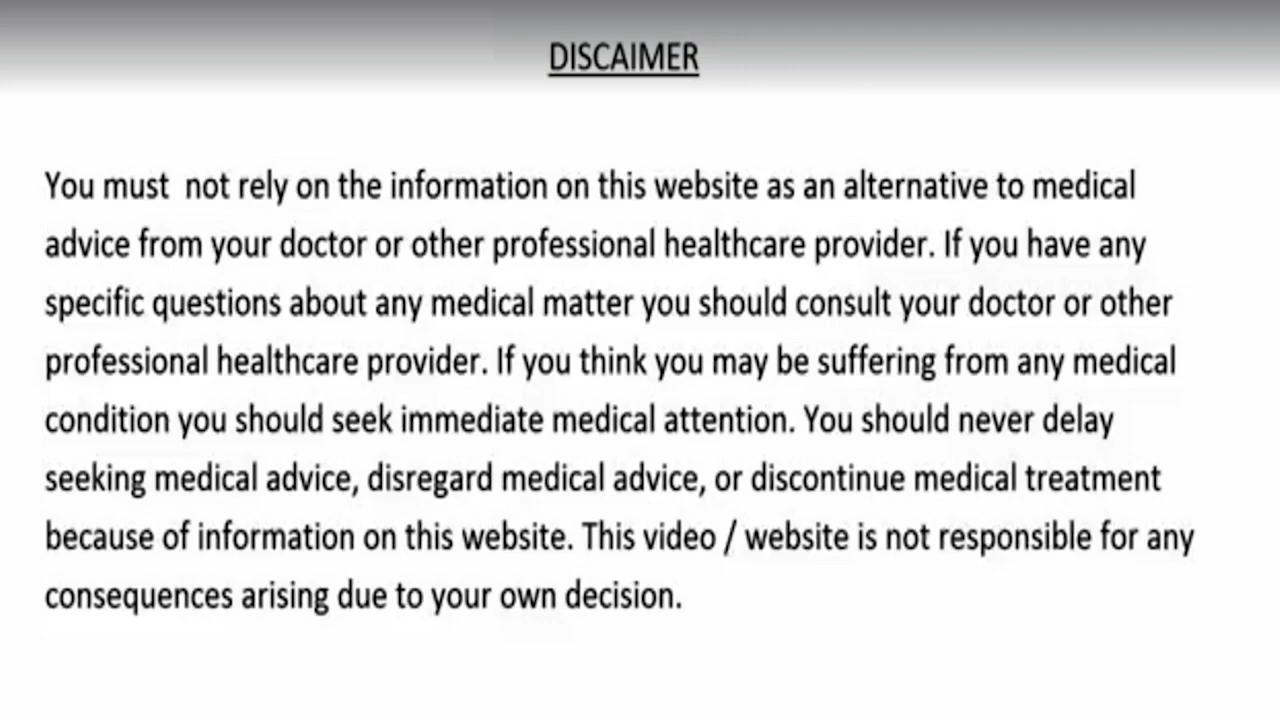 DISCAIMER
You must  not rely on the information on this website as an alternative to medical
advice from your doctor or other professional healthcare provider. If you have any
specific questions about any medical matter you should consult your doctor or other
professional healthcare provider. If you think you may be suffering from any medical
condition you should seek immediate medical attention. You should never delay
seeking medical advice, disregard medical advice, or discontinue medical treatment
because of information on this website. This video / website is not responsible for any
consequences arising due to your own decision.